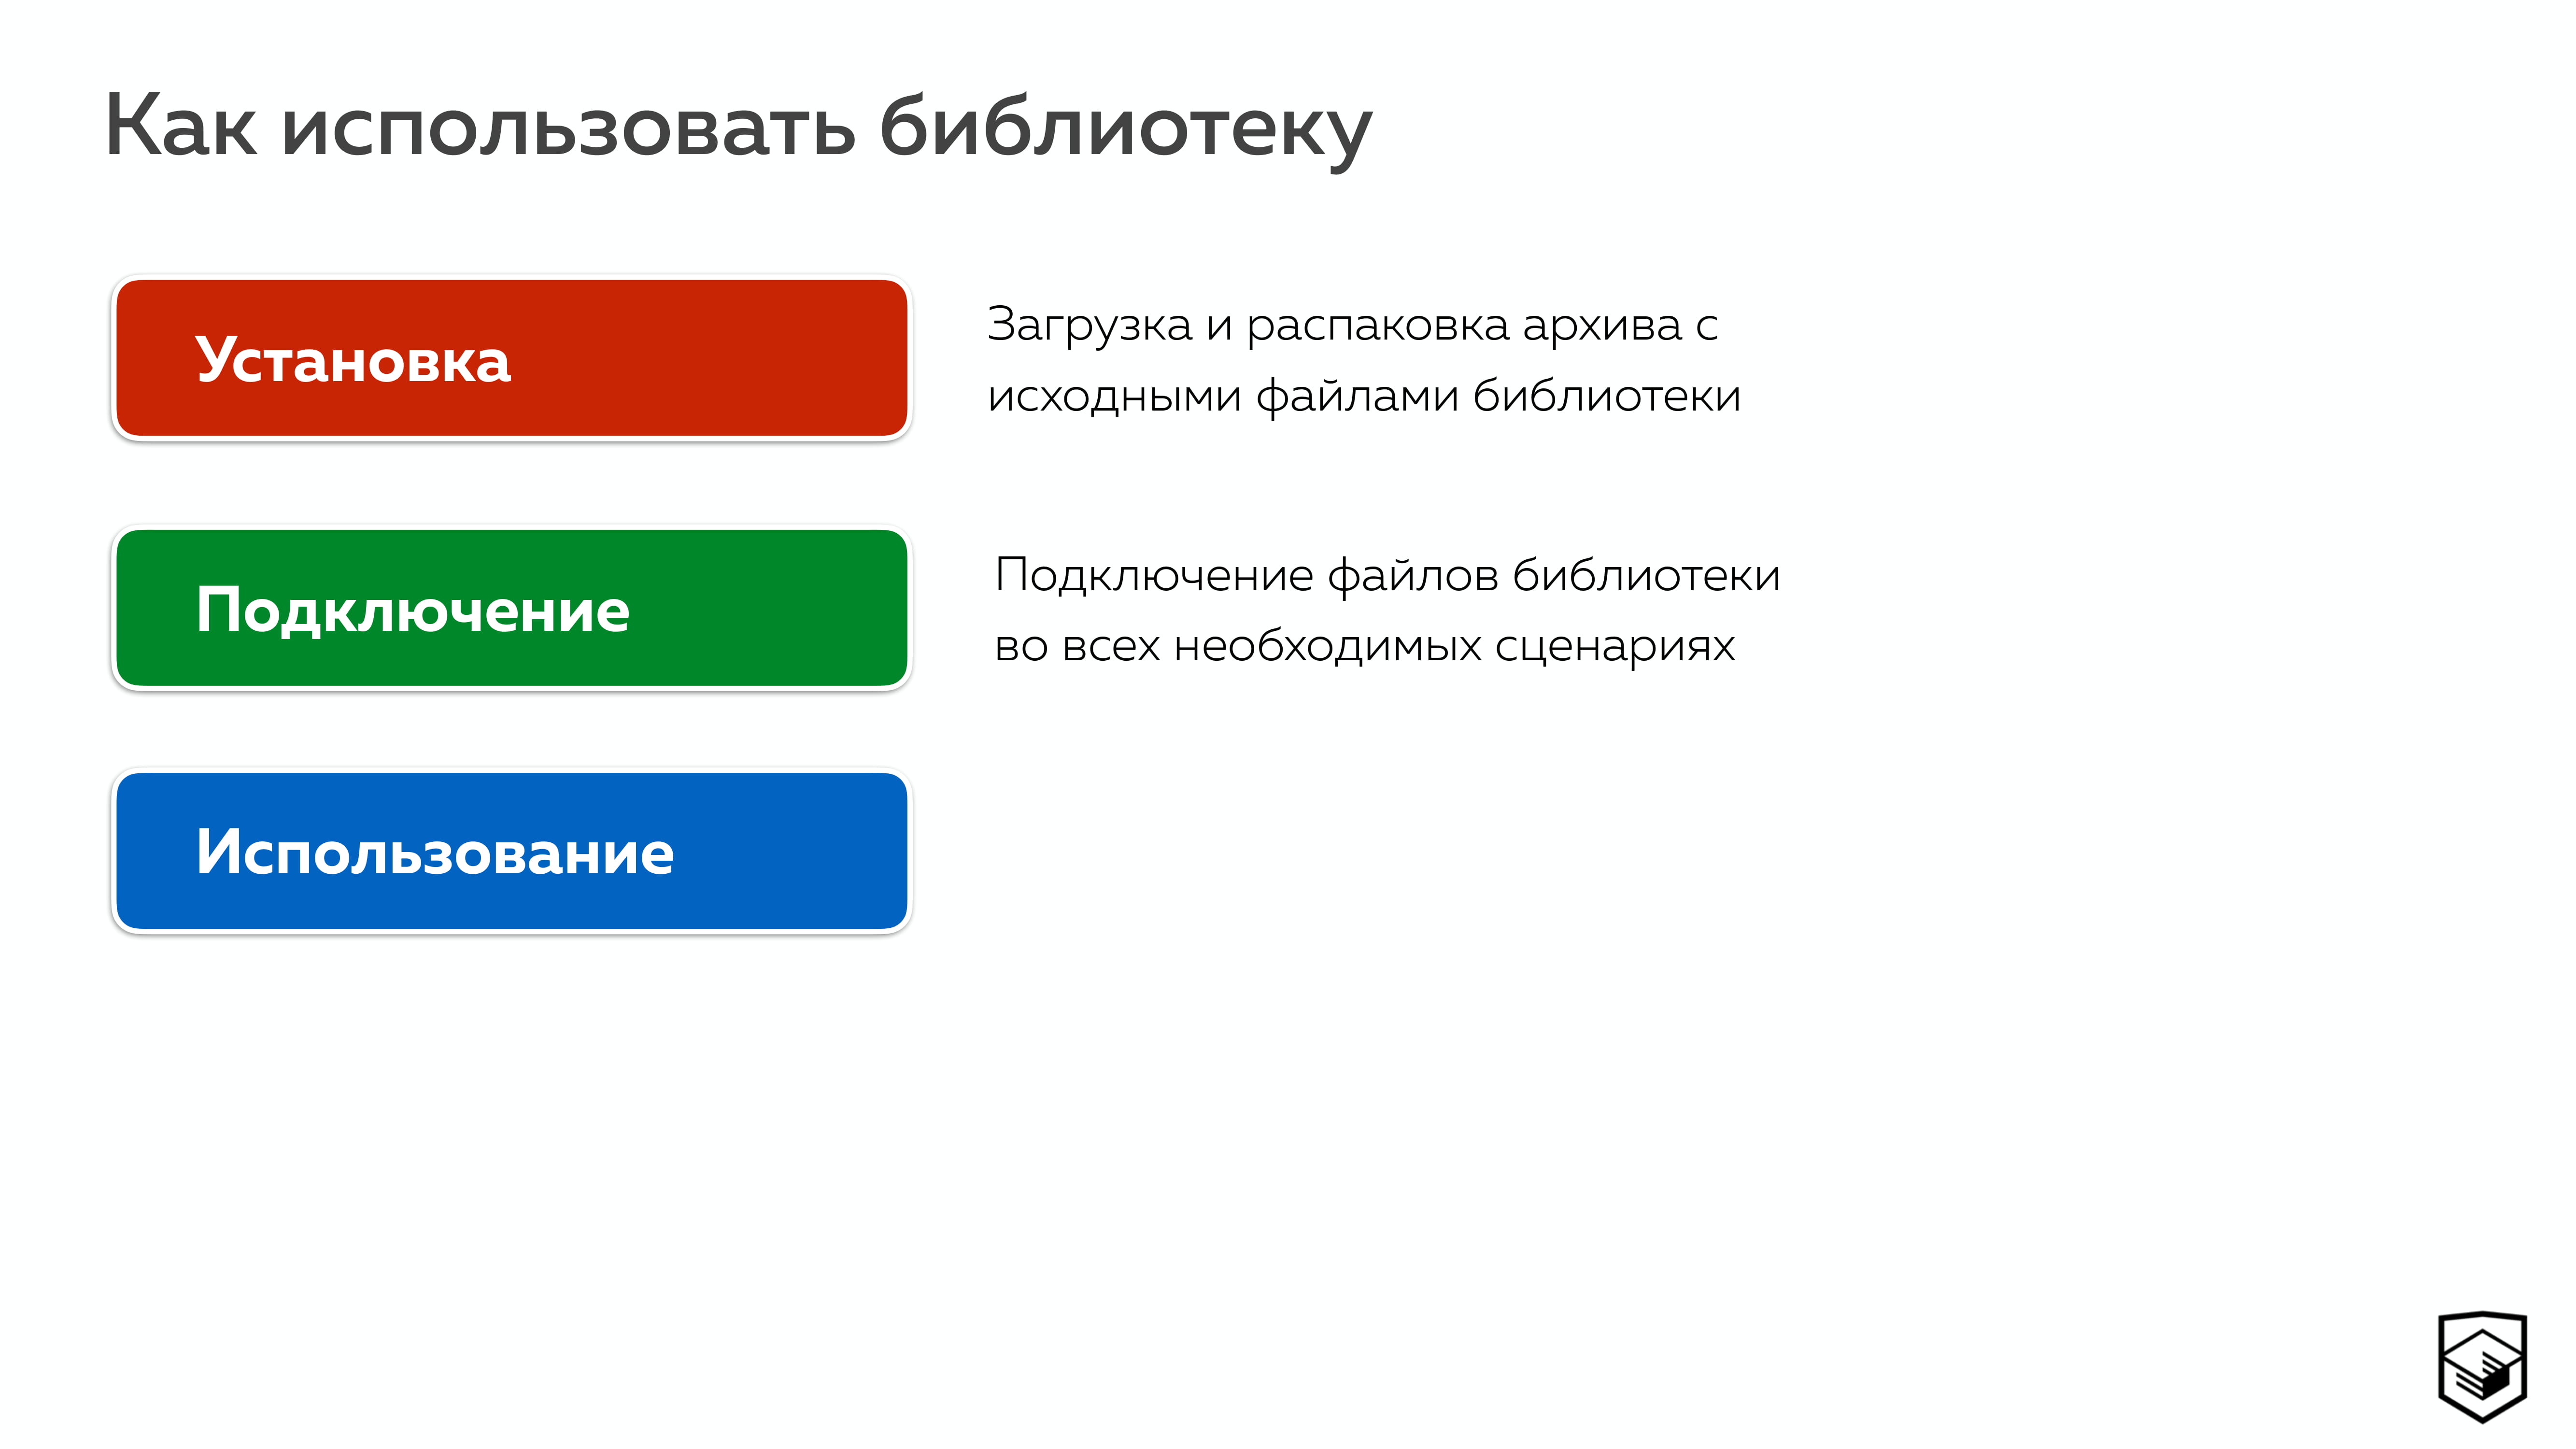 Как использовать библиотеку
Установка
Загрузка и распаковка архива с
исходными файлами библиотеки
Подключение
Подключение файлов библиотеки
во всех необходимых сценариях
Использование